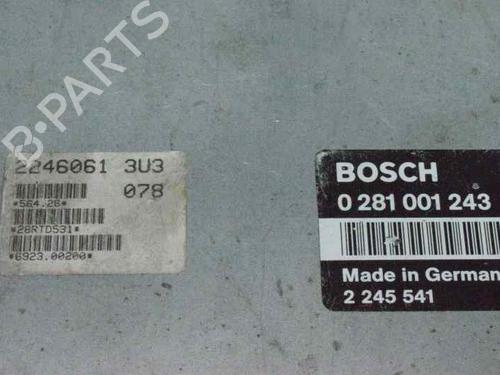 B-PARTS
2246061 3U3
078
*564.26*
*28RTD531*
*6923.00200*
BOSCH
0 281 001 243
Made in German
2 245 541